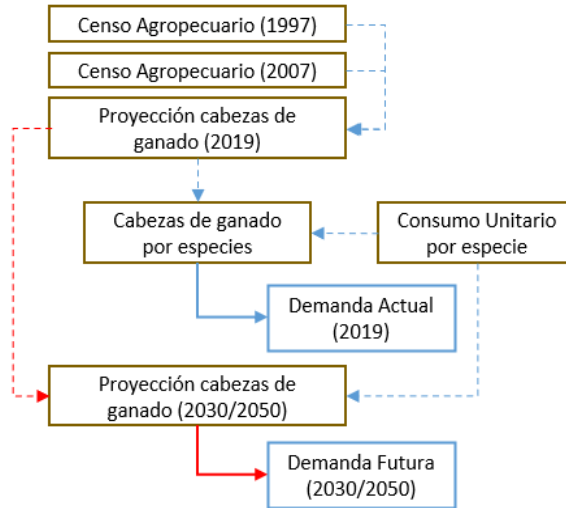 Censo Agropecuario (1997)
Censo Agropecuario (2007)
Proyección cabezas de
ganado (2019)
Cabezas de ganado
por especies
Consumo Unitario
por especie
Demanda Actual
(2019)
Proyección cabezas de
ganado (2030/2050)
Demanda Futura
(2030/2050)